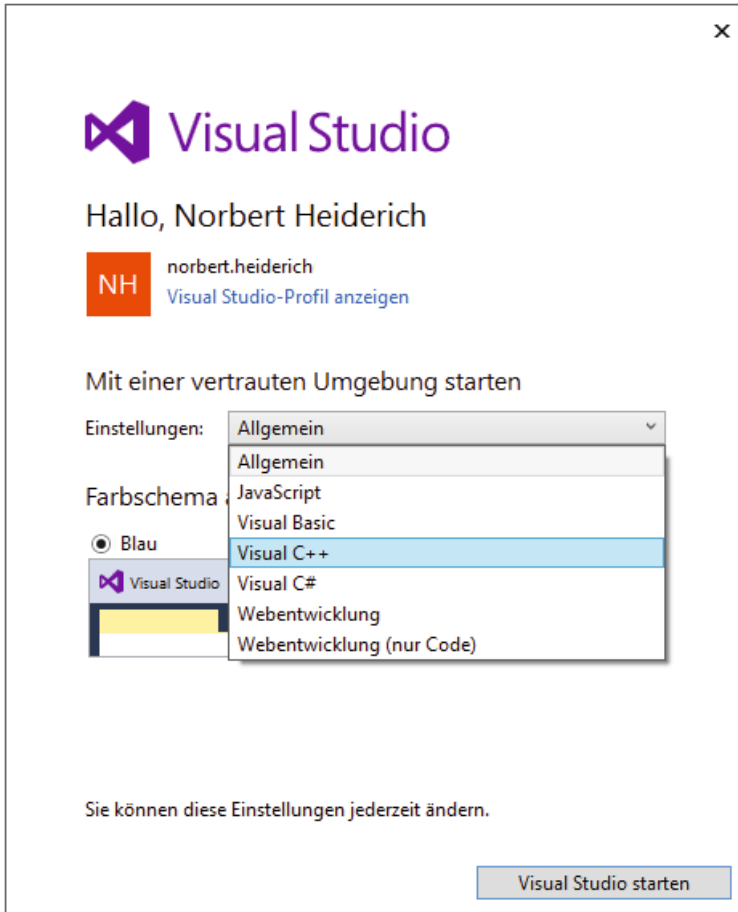 Visual Studio
Hallo, Norbert Heiderich
NH
norbert.heiderich
Visual Studio-Profil anzeigen
Mit einer vertrauten Umgebung starten
Einstellungen: Allgemein
Allgemein
JavaScript
Visual Basic
Visual C++
Visual C#
Webentwicklung
Webentwicklung (nur Code)
Farbschema
Blau
Visual Studio
Sie können diese Einstellungen jederzeit ändern.
Visual Studio starten